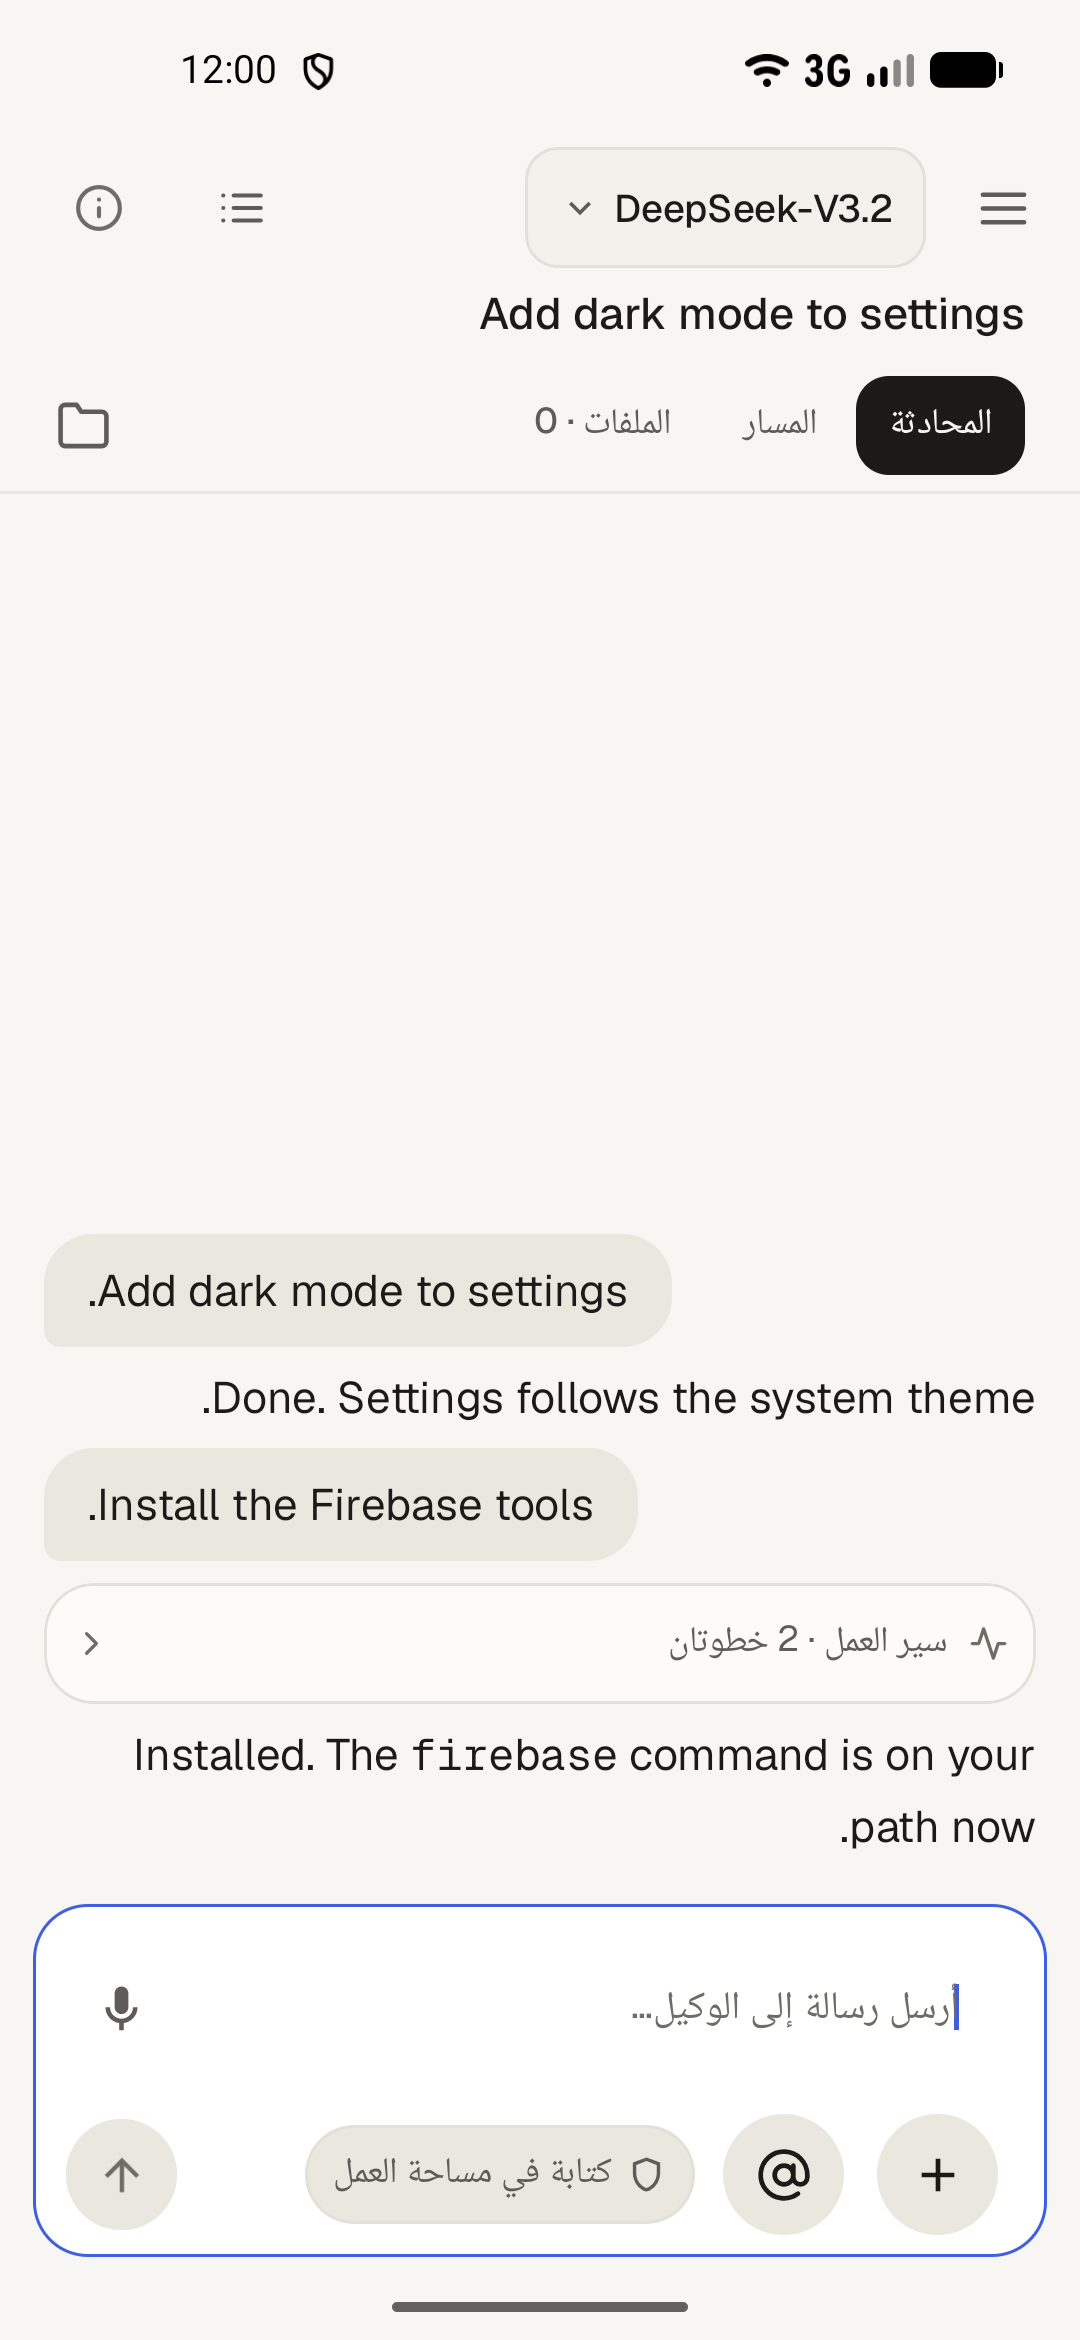 12:00 3G
DeepSeek-V3.2
Add dark mode to settings
المحادثة المسار الملفات · 0
Add dark mode to settings.
Done. Settings follows the system theme.
Install the Firebase tools.
سير العمل · 2 خطوتان
Installed. The firebase command is on your
path now.
أرسل رسالة إلى الوكيل...
كتابة في مساحة العمل